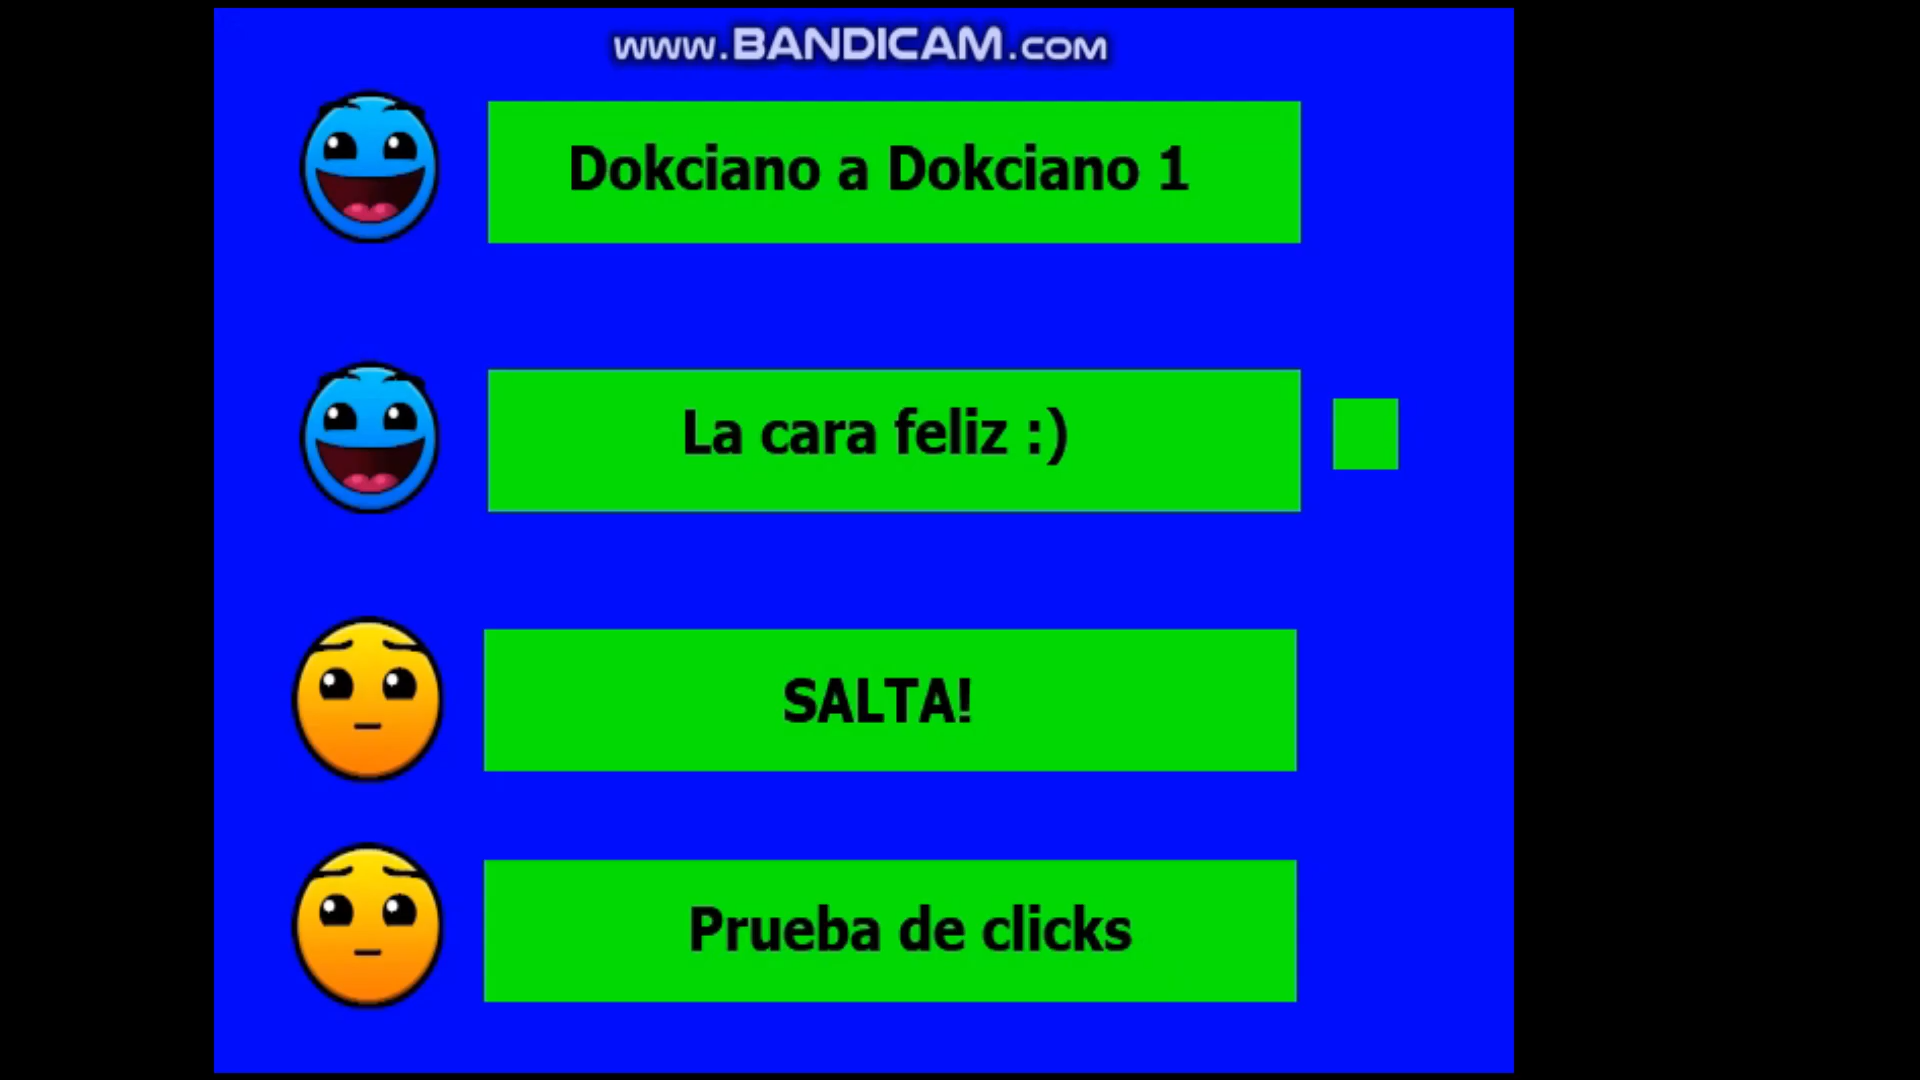 www.BANDICAM.com
Dokciano a Dokciano 1
La cara feliz :)
SALTA!
Prueba de clicks